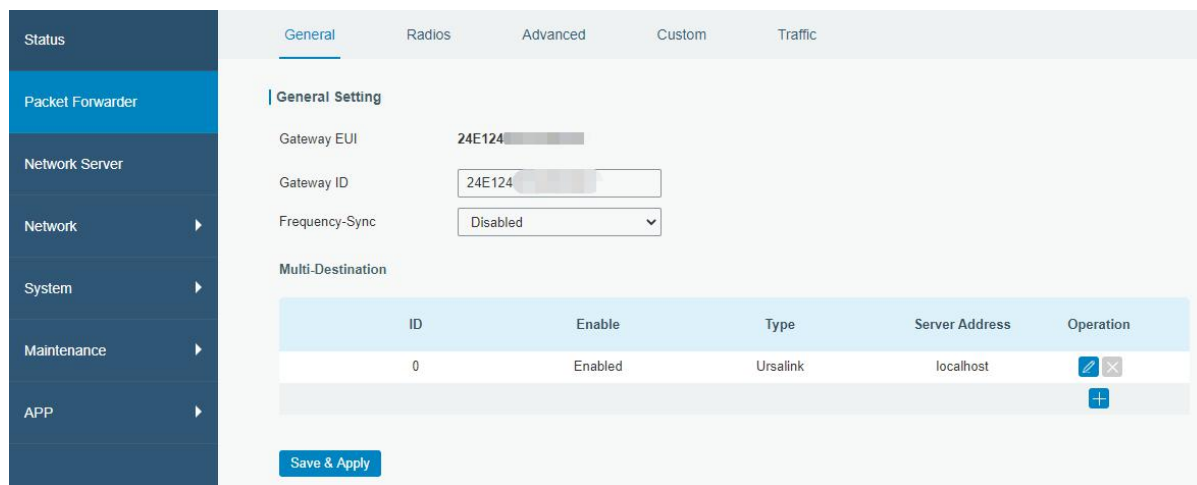 Status
Packet Forwarder
Network Server
Network
System
Maintenance
APP
General Radios Advanced Custom Traffic
General Setting
Gateway EUI 24E124
Gateway ID 24E124
Frequency-Sync Disabled
Multi-Destination
ID Enable Type Server Address Operation
0 Enabled Ursalink localhost
Save & Apply